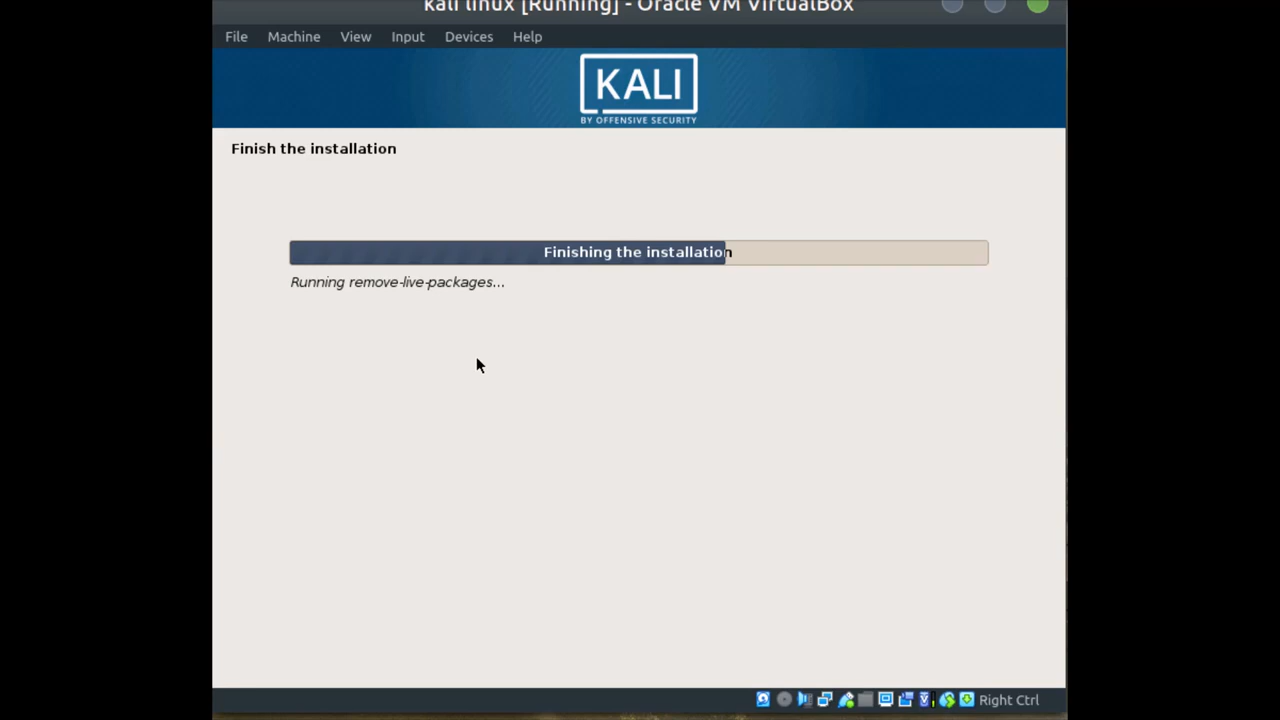 kali linux [Running] - Oracle VM VirtualBox
File Machine View Input Devices Help
KALI
BY OFFENSIVE SECURITY
Finish the installation
Finishing the installation
Running remove-live-packages...
Right Ctrl